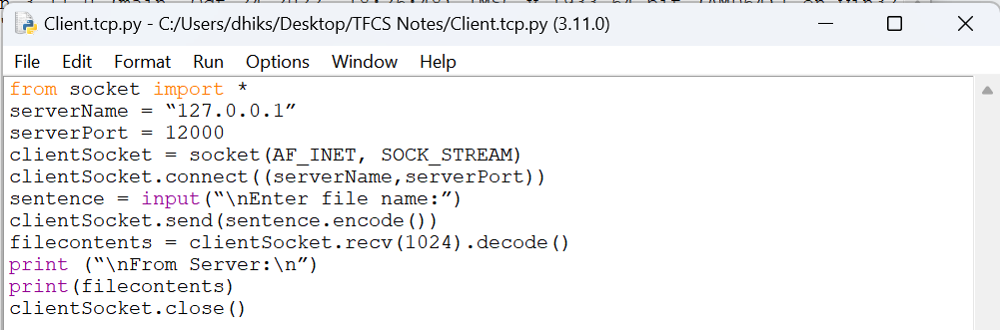 Client.tcp.py - C:/Users/dhiks/Desktop/TFCS Notes/Client.tcp.py (3.11.0)
File Edit Format Run Options Window Help
from socket import *
serverName = “127.0.0.1”
serverPort = 12000
clientSocket = socket(AF_INET, SOCK_STREAM)
clientSocket.connect((serverName,serverPort))
sentence = input(“\nEnter file name:”)
clientSocket.send(sentence.encode())
filecontents = clientSocket.recv(1024).decode()
print (“\nFrom Server:\n”)
print(filecontents)
clientSocket.close()